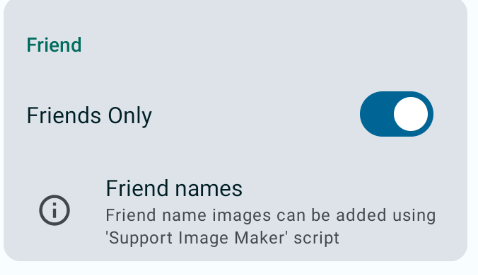 Friend
Friends Only
Friend names
Friend name images can be added using
'Support Image Maker' script